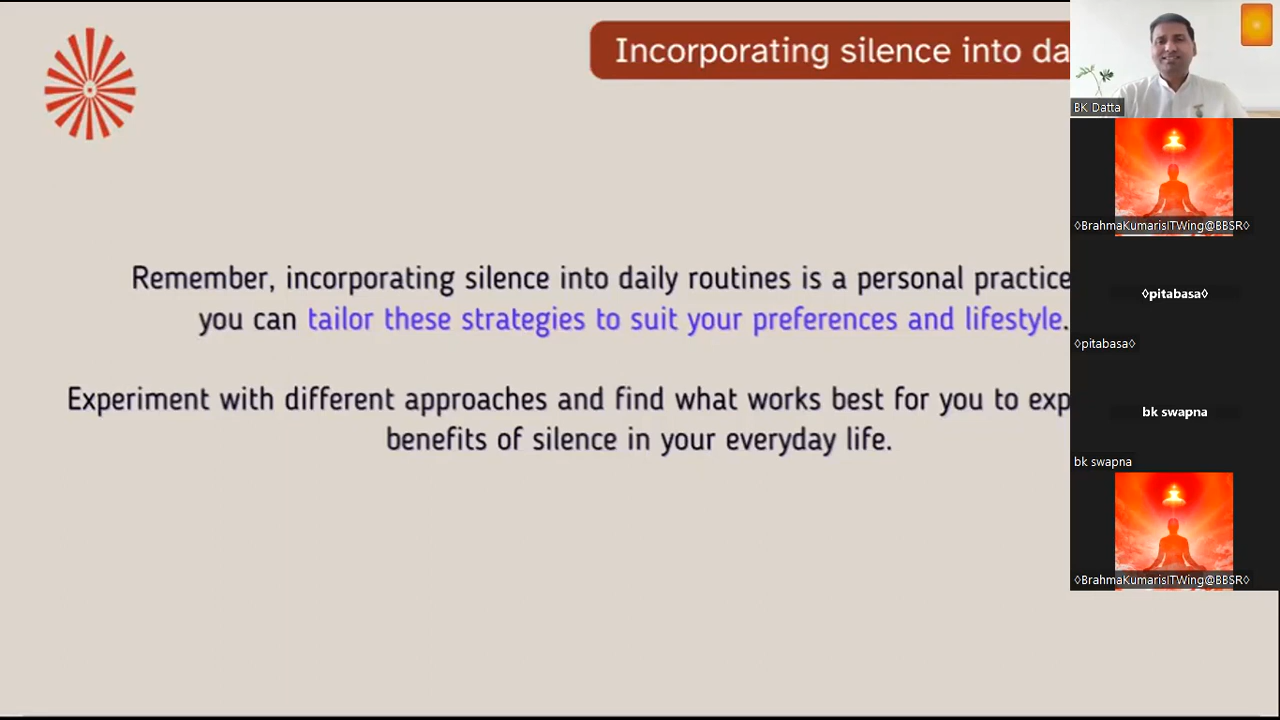 Incorporating silence into da
Remember, incorporating silence into daily routines is a personal practice
you can tailor these strategies to suit your preferences and lifestyle.
Experiment with different approaches and find what works best for you to exp
benefits of silence in your everyday life.
BK Datta
◊BrahmaKumarisITWing@BBSR◊
◊pitabasa◊
◊pitabasa◊
bk swapna
bk swapna
◊BrahmaKumarisITWing@BBSR◊